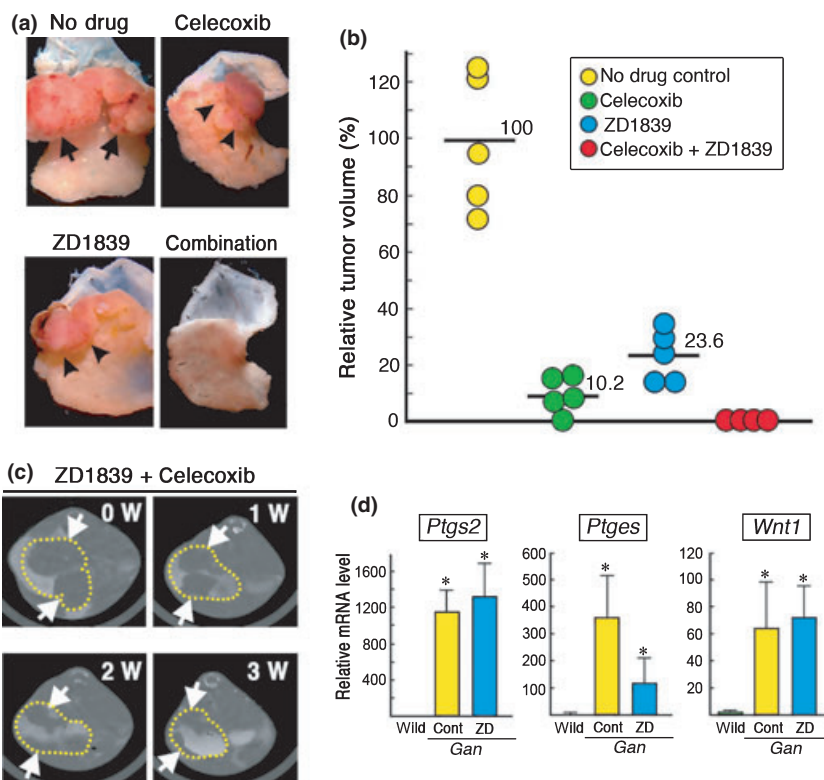 (a)
No drug
Celecoxib
ZD1839
Combination
(b)
Relative tumor volume (%)
120
100
80
60
40
20
0
100
10.2
23.6
No drug control
Celecoxib
ZD1839
Celecoxib + ZD1839
(c)
ZD1839 + Celecoxib
0 W
1 W
2 W
3 W
(d)
Relative mRNA level
Ptgs2
1600
1200
800
400
Wild
Cont
ZD
Gan
*
*
Ptges
600
500
400
300
200
100
Wild
Cont
ZD
Gan
*
*
Wnt1
120
100
80
60
40
20
Wild
Cont
ZD
Gan
*
*